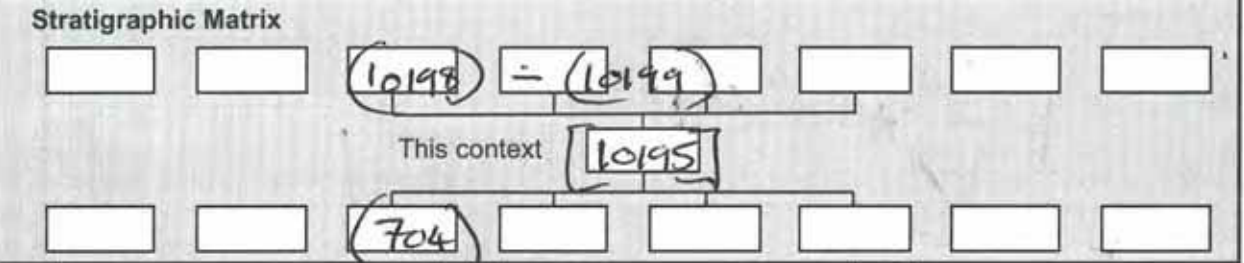 Stratigraphic Matrix
(10198) ÷ (10199)
This context [10195]
(704)